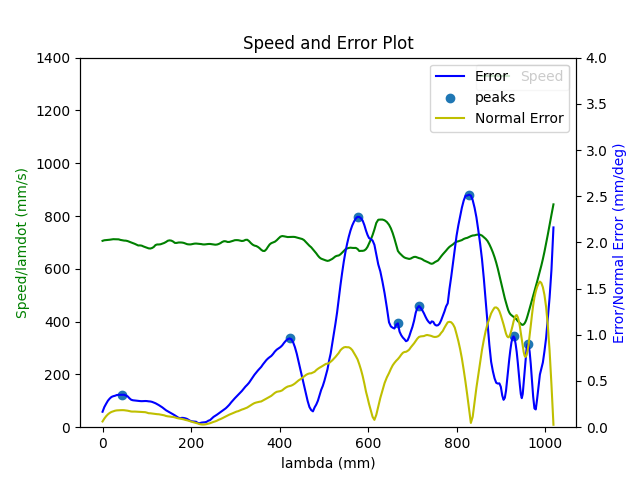 Speed and Error Plot
1400
1200
1000
800
600
400
200
0
Speed/lamdot (mm/s)
4.0
3.5
3.0
2.5
2.0
1.5
1.0
0.5
0.0
Error/Normal Error (mm/deg)
Speed
Error
peaks
Normal Error
0 200 400 600 800 1000
lambda (mm)